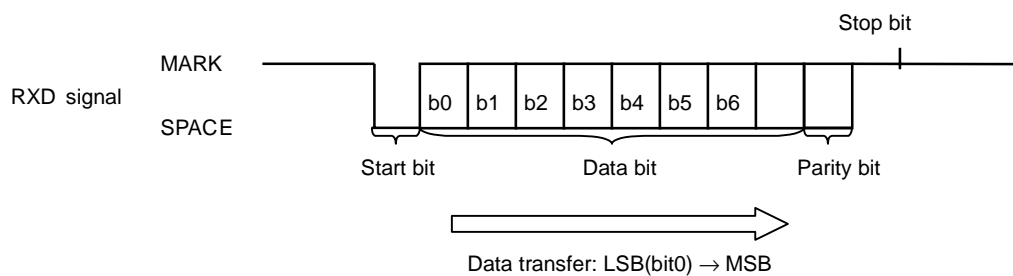 Stop bit
MARK
RXD signal
b0 b1 b2 b3 b4 b5 b6
SPACE
Start bit Data bit Parity bit
Data transfer: LSB(bit0) → MSB